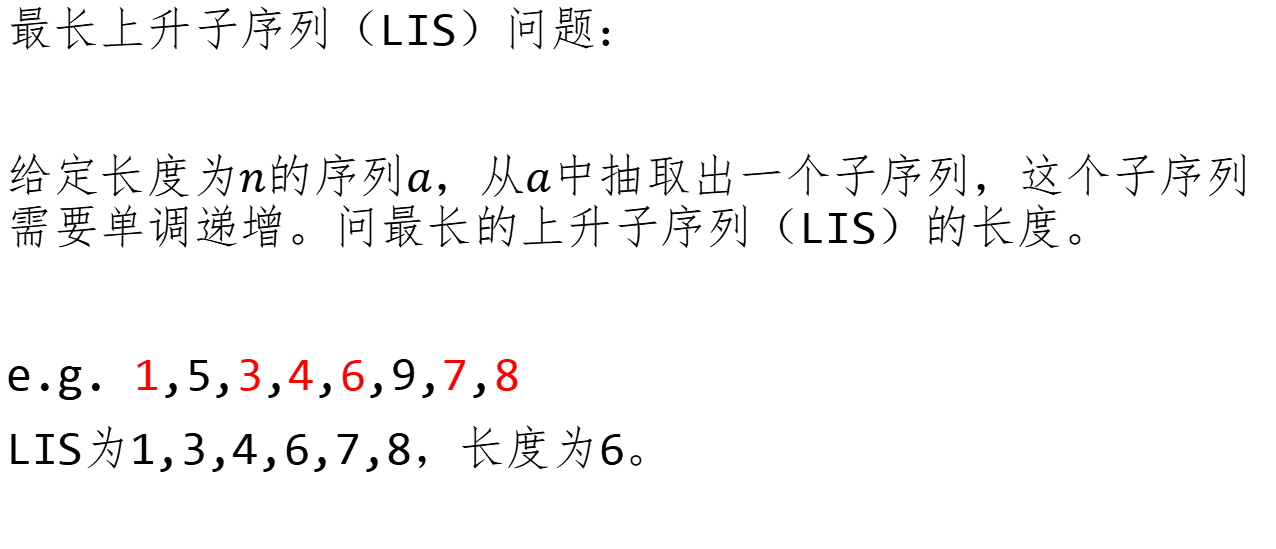 最长上升子序列（LIS）问题：
给定长度为n的序列a，从a中抽取出一个子序列，这个子序列
需要单调递增。问最长的上升子序列（LIS）的长度。
e.g. 1,5,3,4,6,9,7,8
LIS为1,3,4,6,7,8，长度为6。